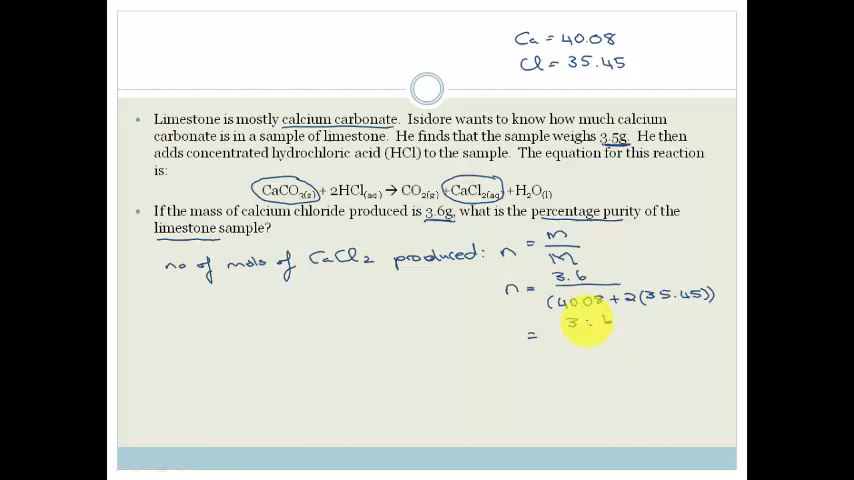 Ca = 40.08
Cl = 35.45
Limestone is mostly calcium carbonate. Isidore wants to know how much calcium
carbonate is in a sample of limestone. He finds that the sample weighs 3.5g. He then
adds concentrated hydrochloric acid (HCl) to the sample. The equation for this reaction
is:
CaCO3(s) + 2HCl(aq) → CO2(g) +CaCl2(aq) +H2O(l)
If the mass of calcium chloride produced is 3.6g, what is the percentage purity of the
limestone sample?
no of mols of CaCl2 produced: n = m/M
n = 3.6/(40.08 + 2(35.45))
= 3.6